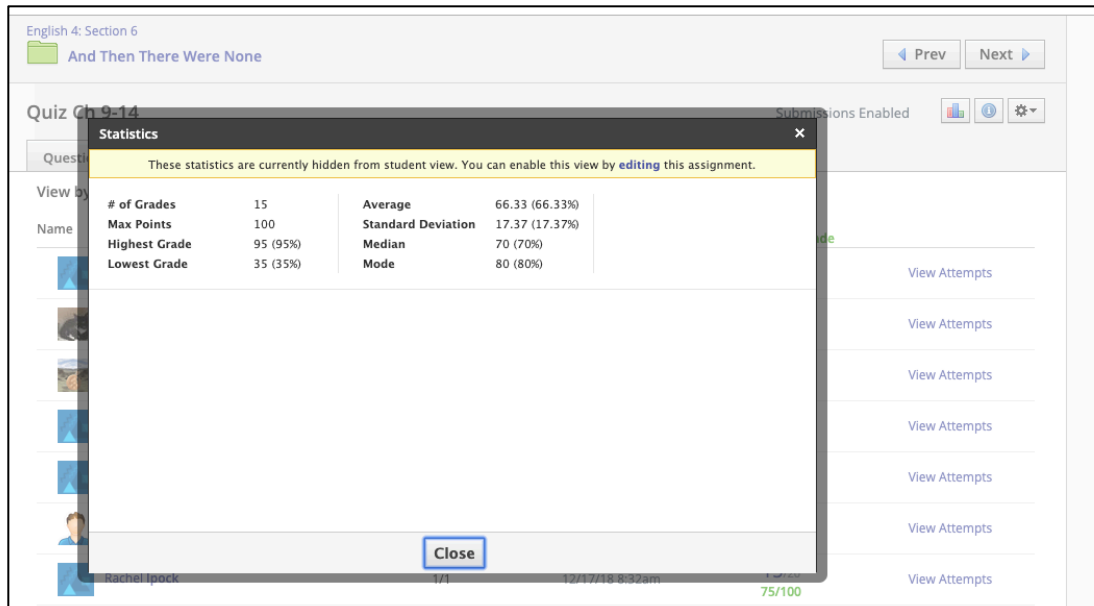 English 4: Section 6
And Then There Were None
Prev
Next
Quiz Ch 9-14
Submissions Enabled
Statistics
×
These statistics are currently hidden from student view. You can enable this view by editing this assignment.
View by
Name
# of Grades 15
Max Points 100
Highest Grade 95 (95%)
Lowest Grade 35 (35%)
Average 66.33 (66.33%)
Standard Deviation 17.37 (17.37%)
Median 70 (70%)
Mode 80 (80%)
View Attempts
View Attempts
View Attempts
View Attempts
View Attempts
View Attempts
Close
Rachel Ipock 1/1 12/17/18 8:32am
75/100
View Attempts